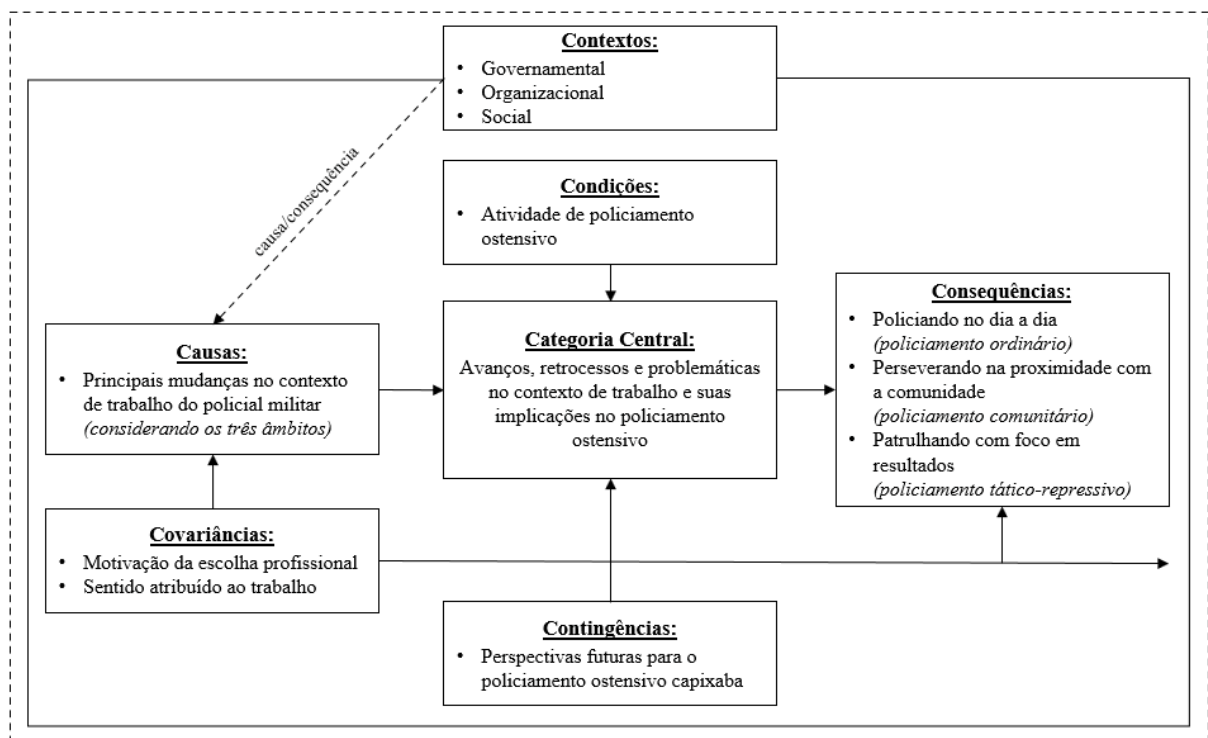 Contextos:
• Governamental
• Organizacional
• Social
causa/consequência
Condições:
• Atividade de policiamento
ostensivo
Causas:
• Principais mudanças no contexto
de trabalho do policial militar
(considerando os três âmbitos)
Categoria Central:
Avanços, retrocessos e problemáticas
no contexto de trabalho e suas
implicações no policiamento
ostensivo
Consequências:
• Policiando no dia a dia
(policiamento ordinário)
• Perseverando na proximidade com
a comunidade
(policiamento comunitário)
• Patrulhando com foco em
resultados
(policiamento tático-repressivo)
Covariâncias:
• Motivação da escolha profissional
• Sentido atribuído ao trabalho
Contingências:
• Perspectivas futuras para o
policiamento ostensivo capixaba